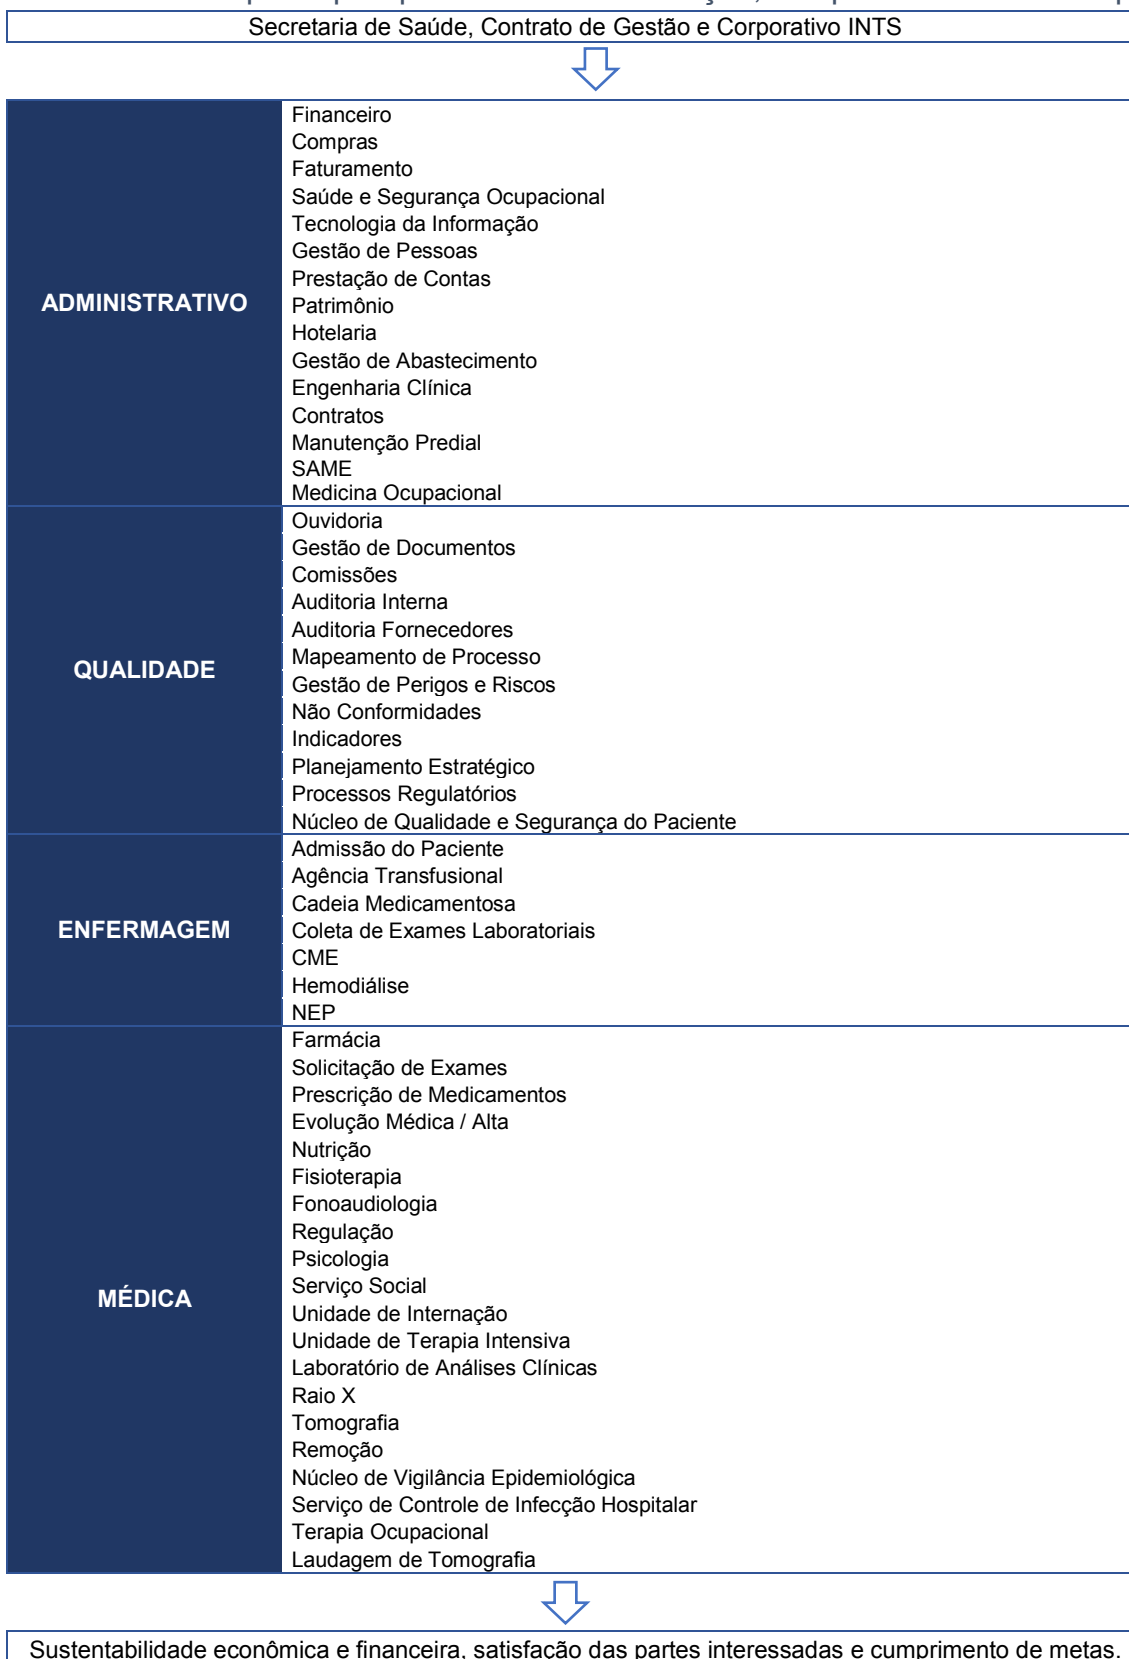 Secretaria de Saúde, Contrato de Gestão e Corporativo INTS
ADMINISTRATIVO
Financeiro
Compras
Faturamento
Saúde e Segurança Ocupacional
Tecnologia da Informação
Gestão de Pessoas
Prestação de Contas
Patrimônio
Hotelaria
Gestão de Abastecimento
Engenharia Clínica
Contratos
Manutenção Predial
SAME
Medicina Ocupacional
QUALIDADE
Ouvidoria
Gestão de Documentos
Comissões
Auditoria Interna
Auditoria Fornecedores
Mapeamento de Processo
Gestão de Perigos e Riscos
Não Conformidades
Indicadores
Planejamento Estratégico
Processos Regulatórios
Núcleo de Qualidade e Segurança do Paciente
ENFERMAGEM
Admissão do Paciente
Agência Transfusional
Cadeia Medicamentosa
Coleta de Exames Laboratoriais
CME
Hemodiálise
NEP
MÉDICA
Farmácia
Solicitação de Exames
Prescrição de Medicamentos
Evolução Médica / Alta
Nutrição
Fisioterapia
Fonoaudiologia
Regulação
Psicologia
Serviço Social
Unidade de Internação
Unidade de Terapia Intensiva
Laboratório de Análises Clínicas
Raio X
Tomografia
Remoção
Núcleo de Vigilância Epidemiológica
Serviço de Controle de Infecção Hospitalar
Terapia Ocupacional
Laudagem de Tomografia
Sustentabilidade econômica e financeira, satisfação das partes interessadas e cumprimento de metas.